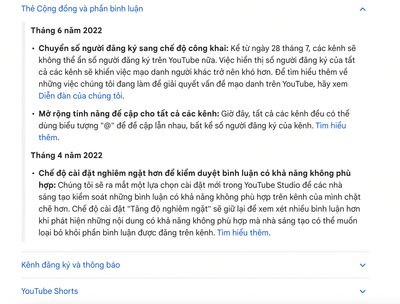 Thẻ Cộng đồng và phần bình luận
Tháng 6 năm 2022
Chuyển số người đăng ký sang chế độ công khai: Kể từ ngày 28 tháng 7, các kênh sẽ
không thể ẩn số người đăng ký trên YouTube nữa. Việc hiển thị số người đăng ký của tất
cả các kênh sẽ khiến việc mạo danh người khác trở nên khó hơn. Để tìm hiểu thêm về
những việc chúng tôi đang làm để giải quyết vấn đề mạo danh trên YouTube, hãy xem
Diễn đàn của chúng tôi.
Mở rộng tính năng đề cập cho tất cả các kênh: Giờ đây, tất cả các kênh đều có thể
dùng biểu tượng "@" để đề cập lẫn nhau, bất kể số người đăng ký của kênh. Tìm hiểu
thêm.
Tháng 4 năm 2022
Chế độ cài đặt nghiêm ngặt hơn để kiểm duyệt bình luận có khả năng không phù
hợp: Chúng tôi sẽ ra mắt một lựa chọn cài đặt mới trong YouTube Studio để các nhà
sáng tạo kiểm soát những bình luận có khả năng không phù hợp trên kênh của mình chặt
chẽ hơn. Chế độ cài đặt "Tăng độ nghiêm ngặt" sẽ giữ lại để xem xét nhiều bình luận hơn
khi phát hiện những nội dung có khả năng không phù hợp mà nhà sáng tạo có thể muốn
loại bỏ khỏi phần bình luận được đăng trên kênh. Tìm hiểu thêm.
Kênh đăng ký và thông báo
YouTube Shorts